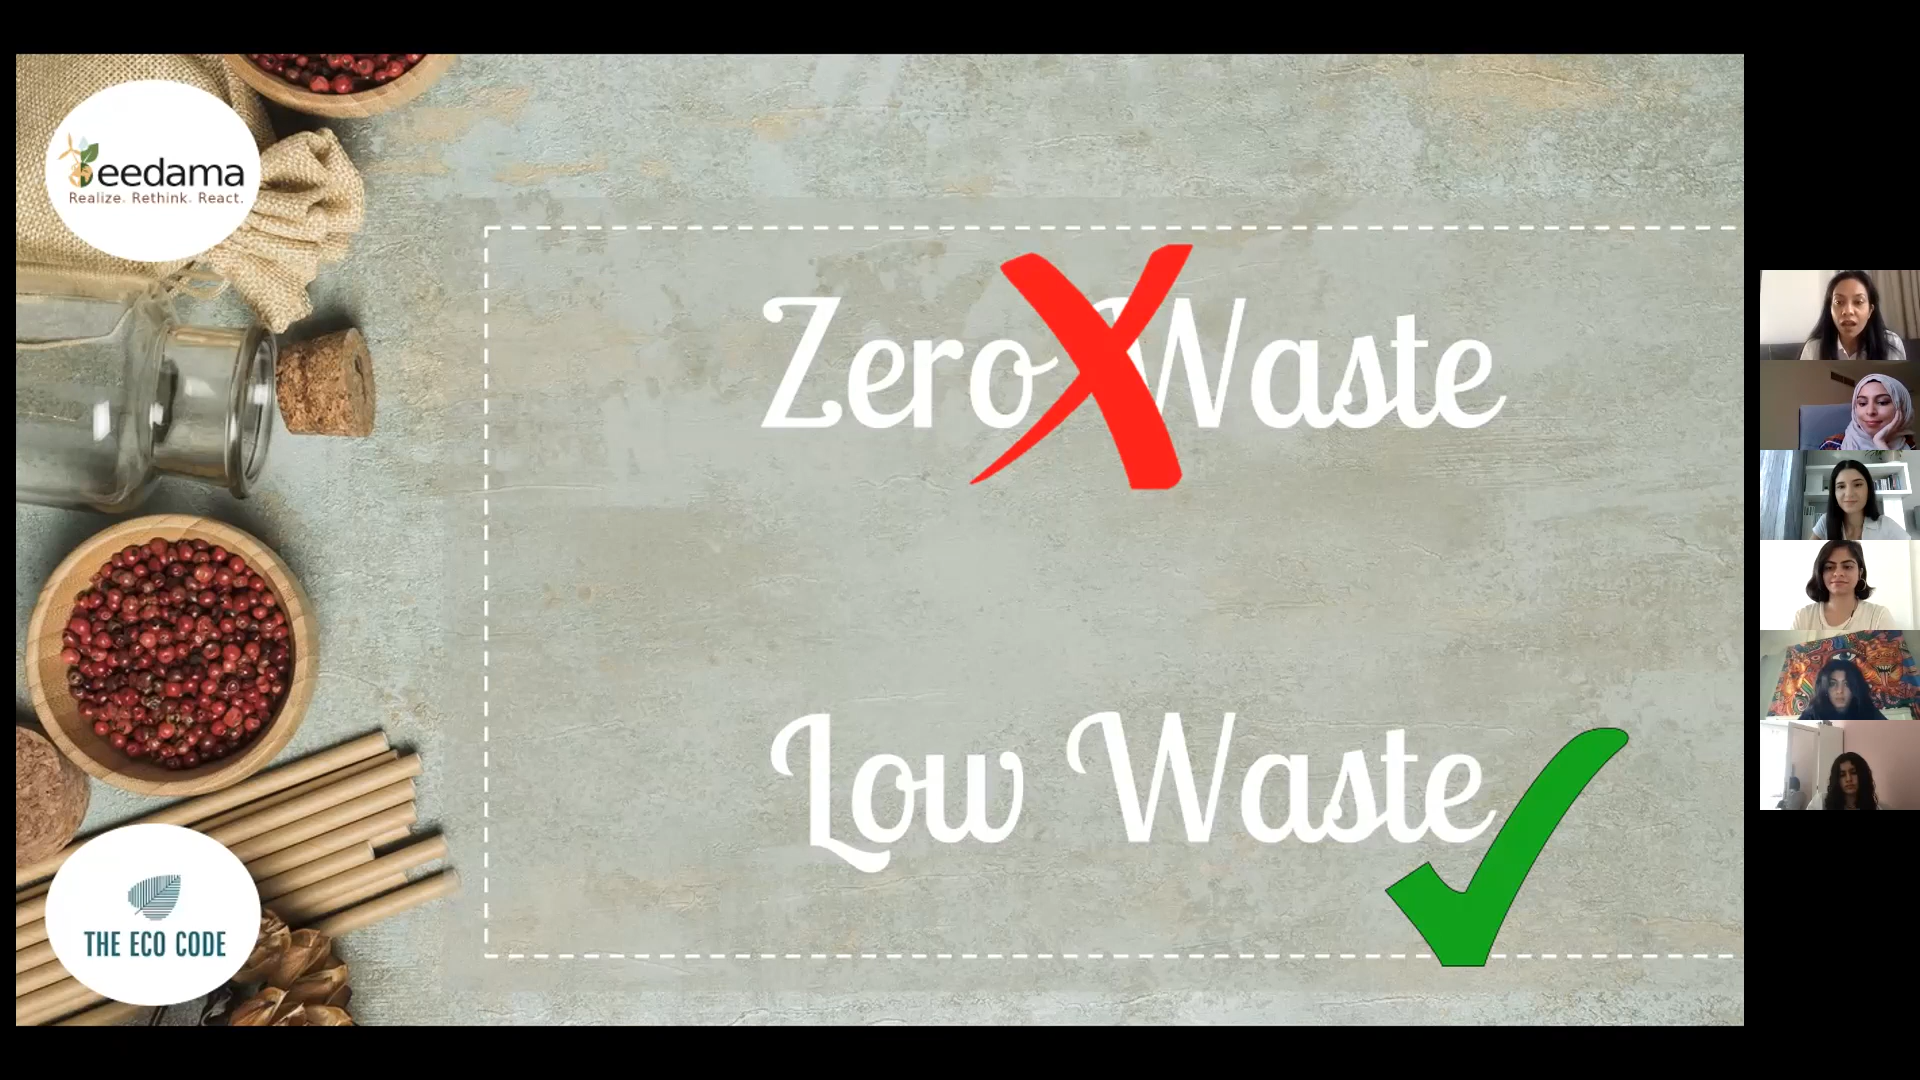 eedama
Realize. Rethink. React.
Zero Waste
Low Waste
THE ECO CODE